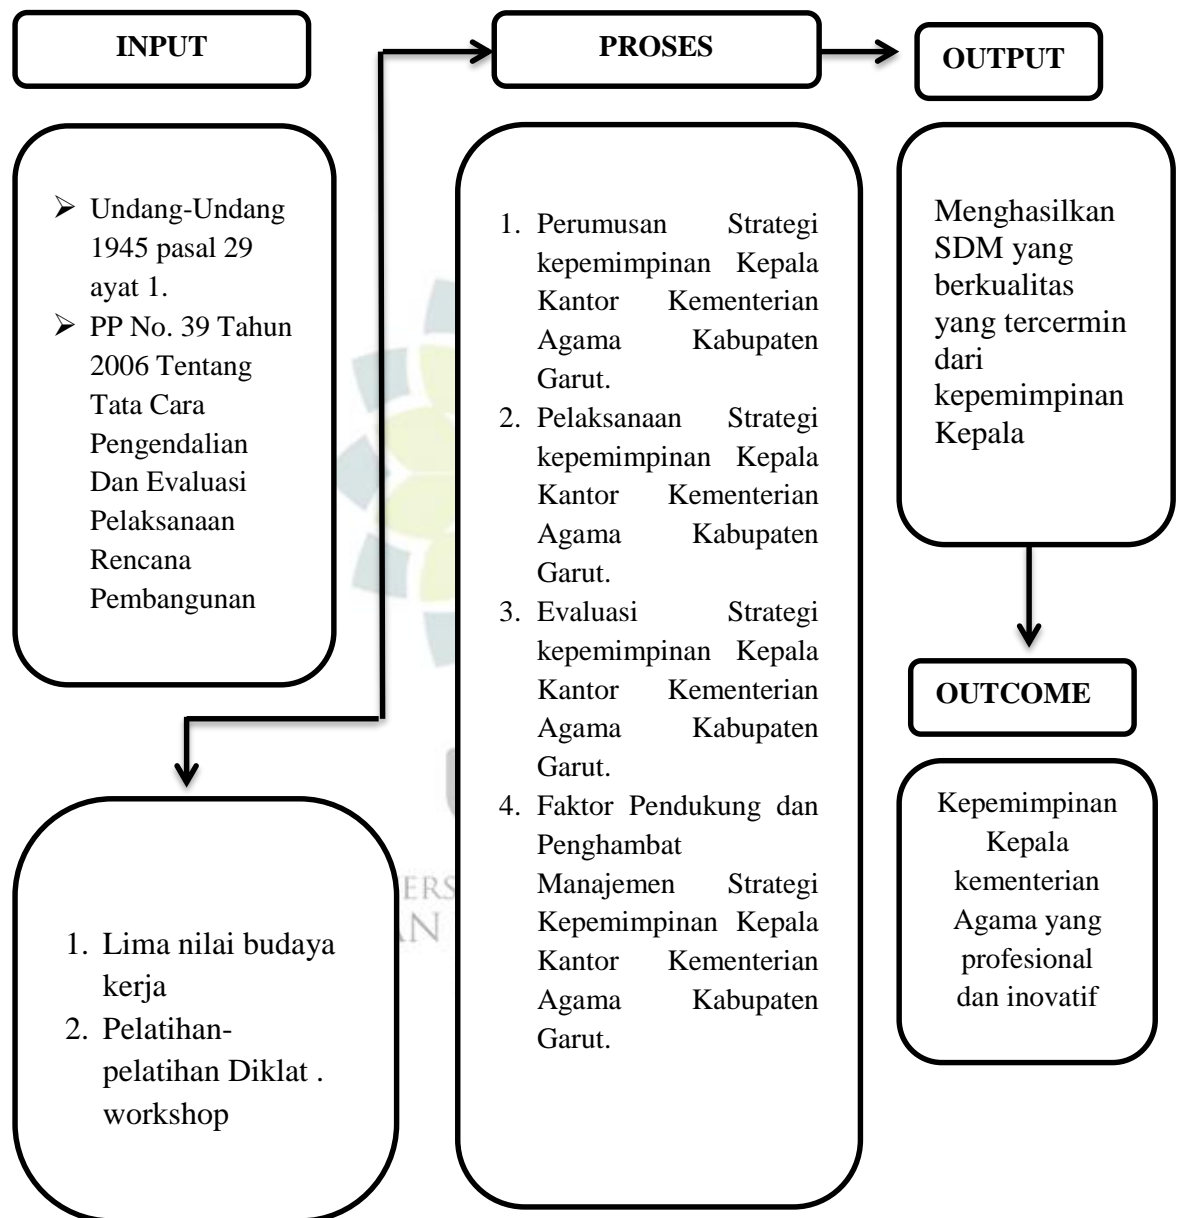 INPUT
Undang-Undang
1945 pasal 29
ayat 1.
PP No. 39 Tahun
2006 Tentang
Tata Cara
Pengendalian
Dan Evaluasi
Pelaksanaan
Rencana
Pembangunan
1. Lima nilai budaya
kerja
2. Pelatihan-
pelatihan Diklat .
workshop
PROSES
1. Perumusan Strategi
kepemimpinan Kepala
Kantor Kementerian
Agama Kabupaten
Garut.
2. Pelaksanaan Strategi
kepemimpinan Kepala
Kantor Kementerian
Agama Kabupaten
Garut.
3. Evaluasi Strategi
kepemimpinan Kepala
Kantor Kementerian
Agama Kabupaten
Garut.
4. Faktor Pendukung dan
Penghambat
Manajemen Strategi
Kepemimpinan Kepala
Kantor Kementerian
Agama Kabupaten
Garut.
OUTPUT
Menghasilkan
SDM yang
berkualitas
yang tercermin
dari
kepemimpinan
Kepala
OUTCOME
Kepemimpinan
Kepala
kementerian
Agama yang
profesional
dan inovatif